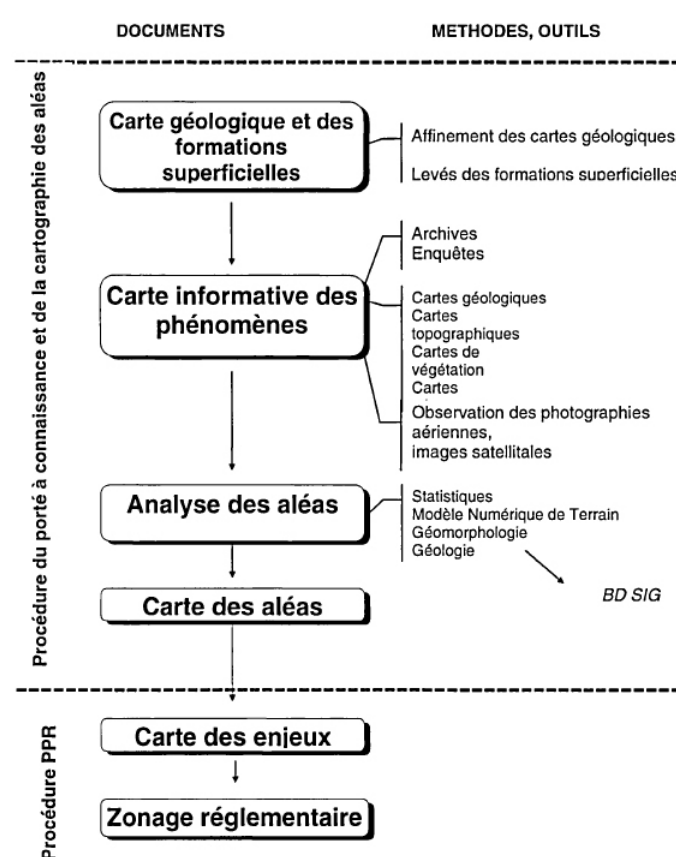 DOCUMENTS
METHODES, OUTILS
Procédure du porté à connaissance et de la cartographie des aléas
Carte géologique et des
formations
superficielles
Affinement des cartes géologiques
Levés des formations superficielles
Archives
Enquêtes
Carte informative des
phénomènes
Cartes géologiques
Cartes
topographiques
Cartes de
végétation
Cartes
Observation des photographies
aériennes,
images satellitales
Analyse des aléas
Statistiques
Modèle Numérique de Terrain
Géomorphologie
Géologie
BD SIG
Carte des aléas
Procédure PPR
Carte des enjeux
Zonage réglementaire